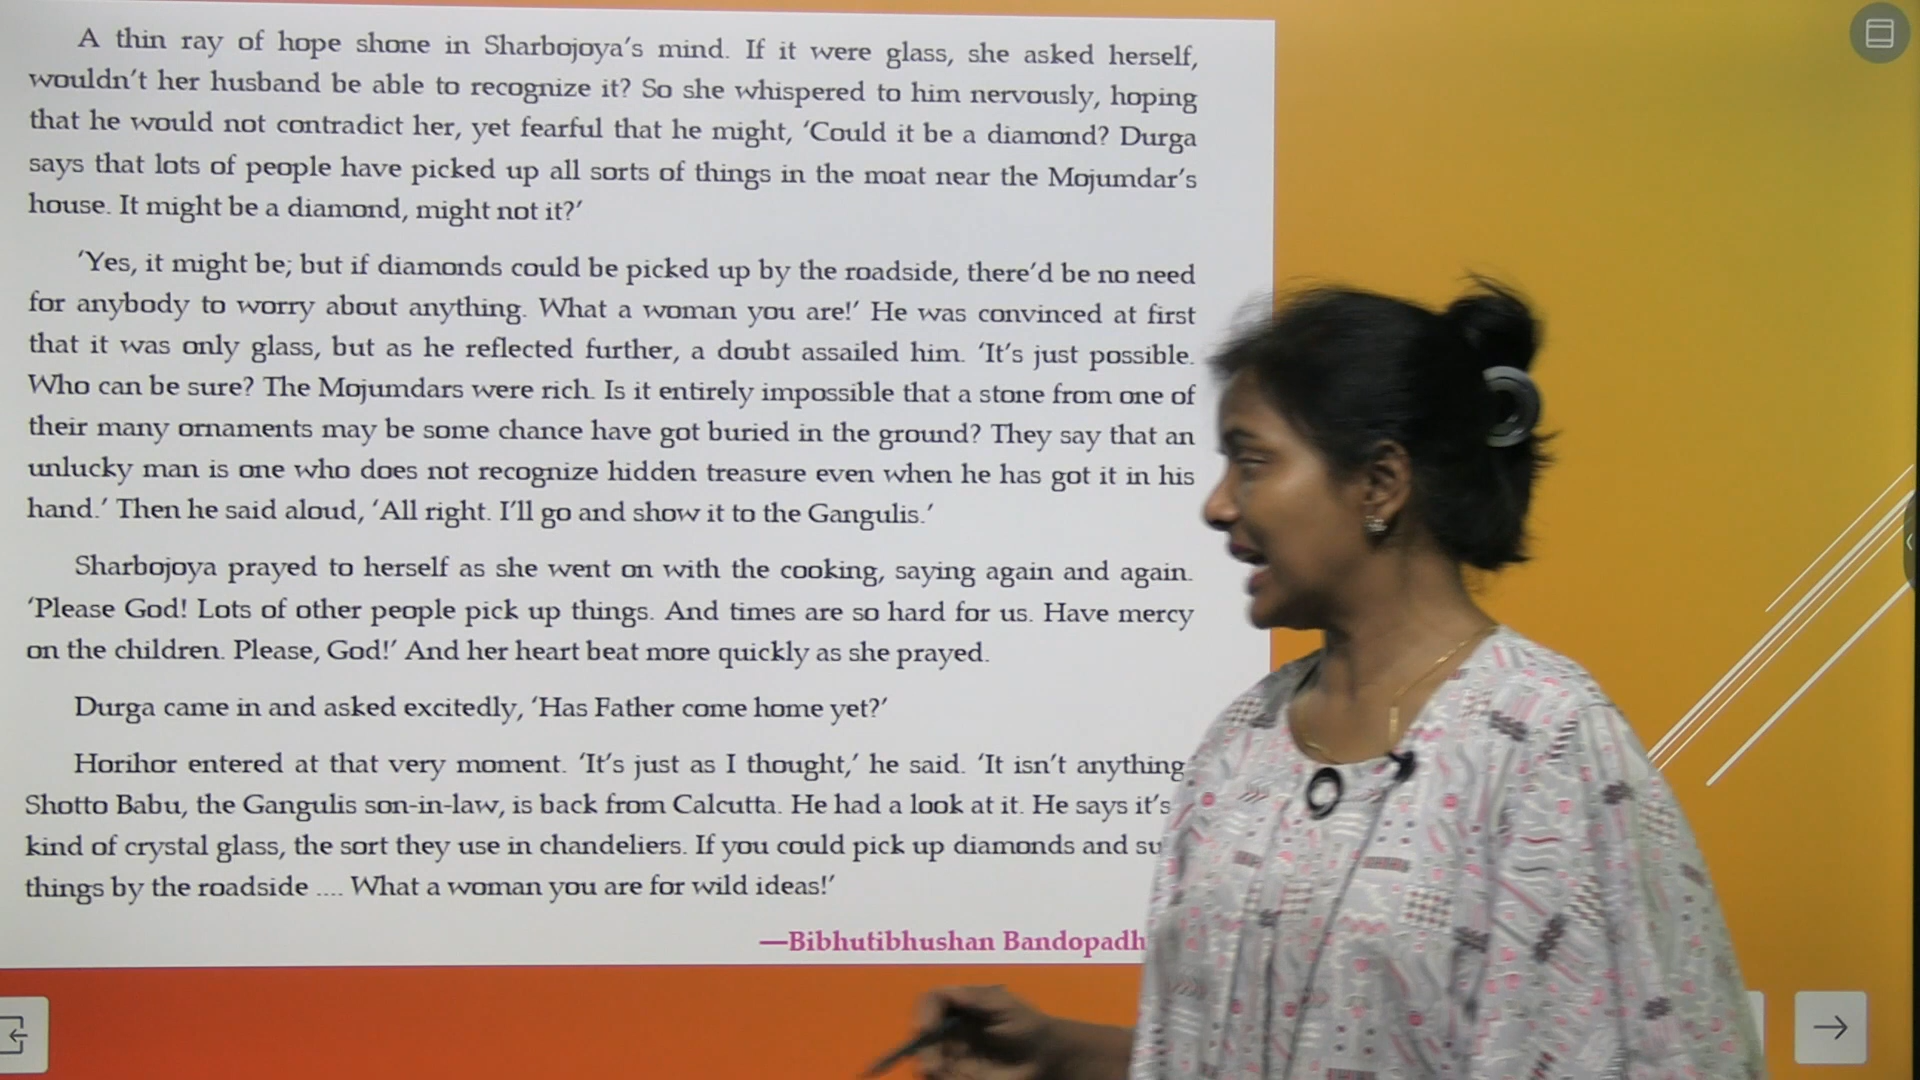 A thin ray of hope shone in Sharbojoya's mind. If it were glass, she asked herself,
wouldn't her husband be able to recognize it? So she whispered to him nervously, hoping
that he would not contradict her, yet fearful that he might, 'Could it be a diamond? Durga
says that lots of people have picked up all sorts of things in the moat near the Mojumdar's
house. It might be a diamond, might not it?'
'Yes, it might be; but if diamonds could be picked up by the roadside, there'd be no need
for anybody to worry about anything. What a woman you are!' He was convinced at first
that it was only glass, but as he reflected further, a doubt assailed him. 'It's just possible.
Who can be sure? The Mojumdars were rich. Is it entirely impossible that a stone from one of
their many ornaments may be some chance have got buried in the ground? They say that an
unlucky man is one who does not recognize hidden treasure even when he has got it in his
hand.' Then he said aloud, 'All right. I'll go and show it to the Gangulis.'
Sharbojoya prayed to herself as she went on with the cooking, saying again and again.
'Please God! Lots of other people pick up things. And times are so hard for us. Have mercy
on the children. Please, God!' And her heart beat more quickly as she prayed.
Durga came in and asked excitedly, 'Has Father come home yet?'
Horihor entered at that very moment. 'It's just as I thought,' he said. 'It isn't anything
Shotto Babu, the Gangulis son-in-law, is back from Calcutta. He had a look at it. He says it's
kind of crystal glass, the sort they use in chandeliers. If you could pick up diamonds and
things by the roadside .... What a woman you are for wild ideas!'
—Bibhutibhushan